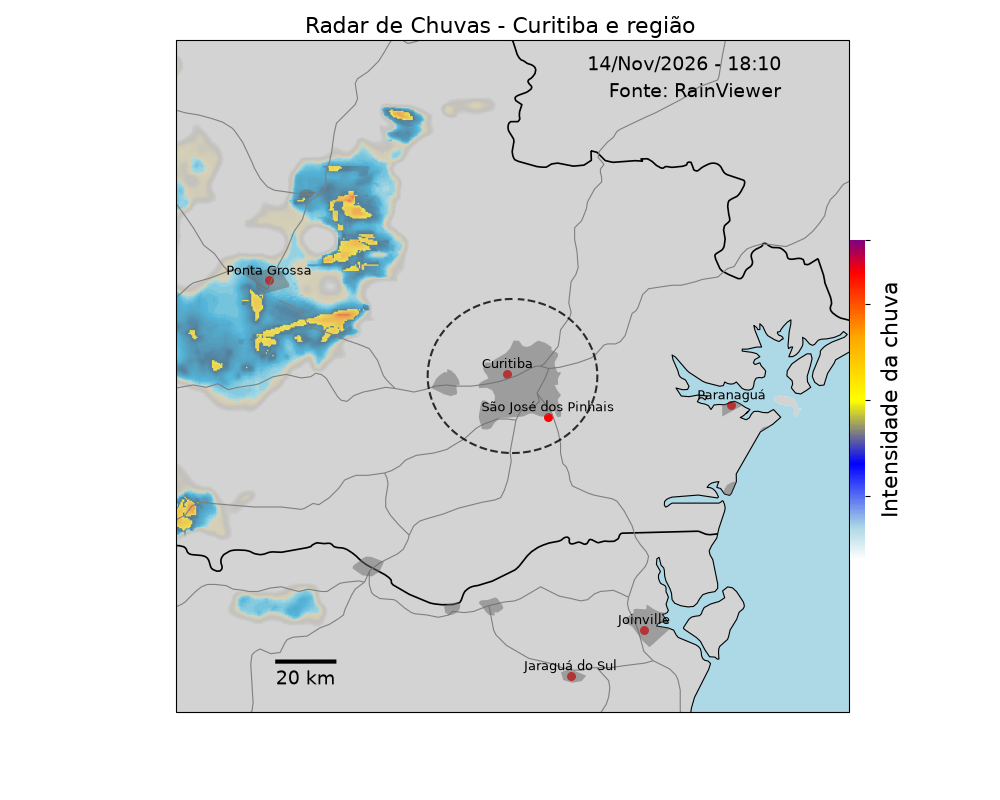 Radar de Chuvas - Curitiba e região
14/Nov/2026 - 18:10
Fonte: RainViewer
Ponta Grossa
Curitiba
São José dos Pinhais
Paranaguá
Intensidade da chuva
Joinville
Jaraguá do Sul
20 km